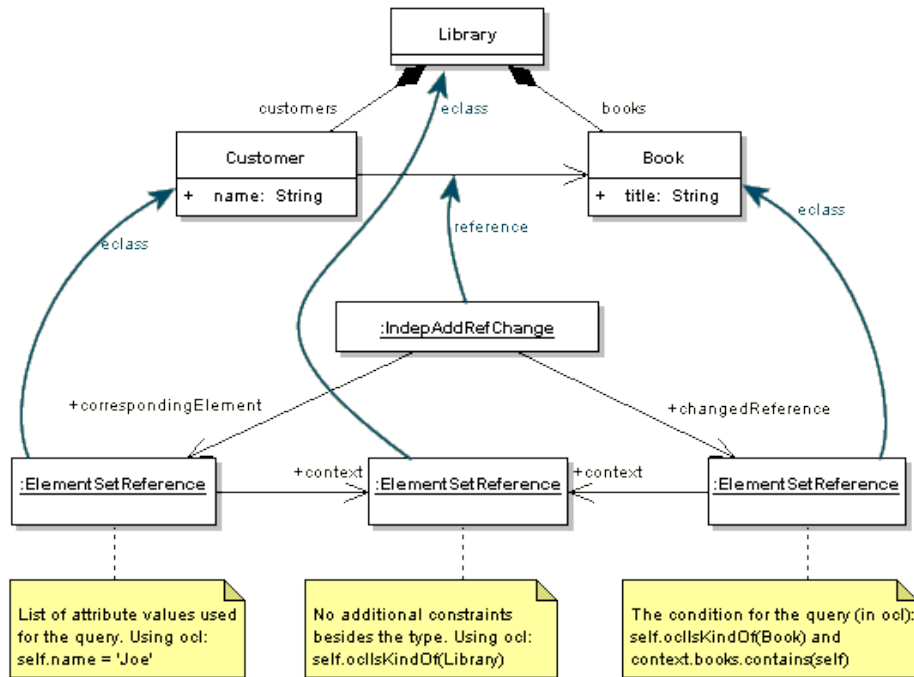 Library
customers
eclass
books
Customer
+ name: String
Book
+ title: String
eclass
reference
eclass
:IndepAddRefChange
+correspondingElement
+changedReference
:ElementSetReference
+context
:ElementSetReference
+context
:ElementSetReference
List of attribute values used
for the query. Using ocl:
self.name = 'Joe'
No additional constraints
besides the type. Using ocl:
self.oclIsKindOf(Library)
The condition for the query (in ocl):
self.oclIsKindOf(Book) and
context.books.contains(self)